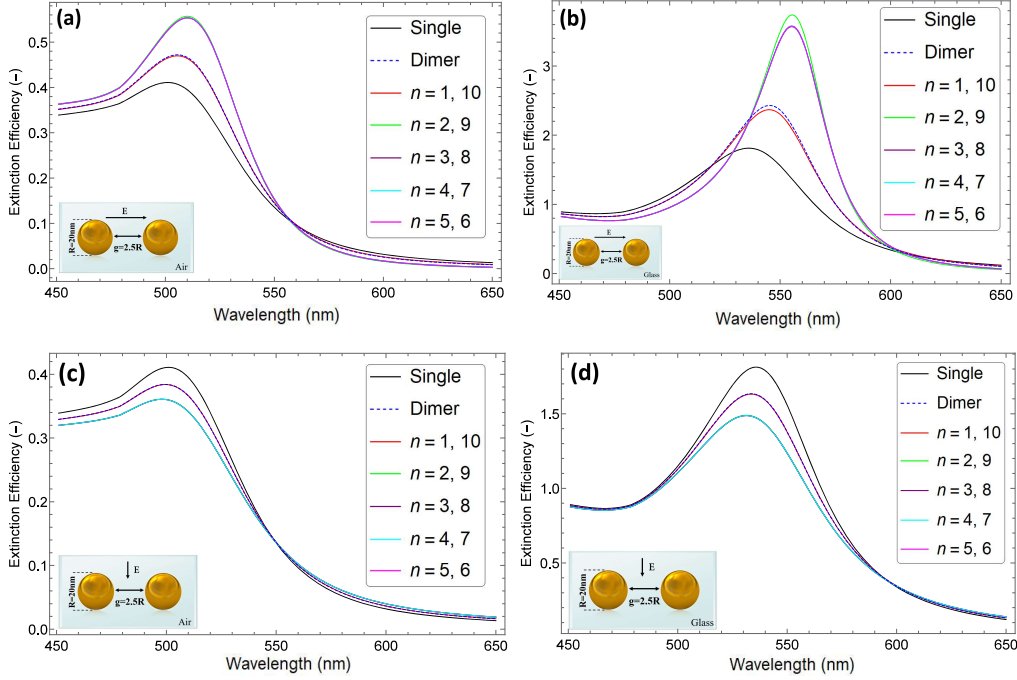 (a)
Extinction Efficiency (−)
0.5
0.4
0.3
0.2
0.1
0.0
Single
Dimer
n = 1, 10
n = 2, 9
n = 3, 8
n = 4, 7
n = 5, 6
E
R=20nm
g=2.5R
Air
450
500
550
600
650
Wavelength (nm)
(b)
Extinction Efficiency (−)
3
2
1
0
Single
Dimer
n = 1, 10
n = 2, 9
n = 3, 8
n = 4, 7
n = 5, 6
E
R=20nm
g=2.5R
Glass
450
500
550
600
650
Wavelength (nm)
(c)
Extinction Efficiency (−)
0.4
0.3
0.2
0.1
0.0
Single
Dimer
n = 1, 10
n = 2, 9
n = 3, 8
n = 4, 7
n = 5, 6
E
R=20nm
g=2.5R
Air
450
500
550
600
650
Wavelength (nm)
(d)
Extinction Efficiency (−)
1.5
1.0
0.5
Single
Dimer
n = 1, 10
n = 2, 9
n = 3, 8
n = 4, 7
n = 5, 6
E
R=20nm
g=2.5R
Glass
450
500
550
600
650
Wavelength (nm)